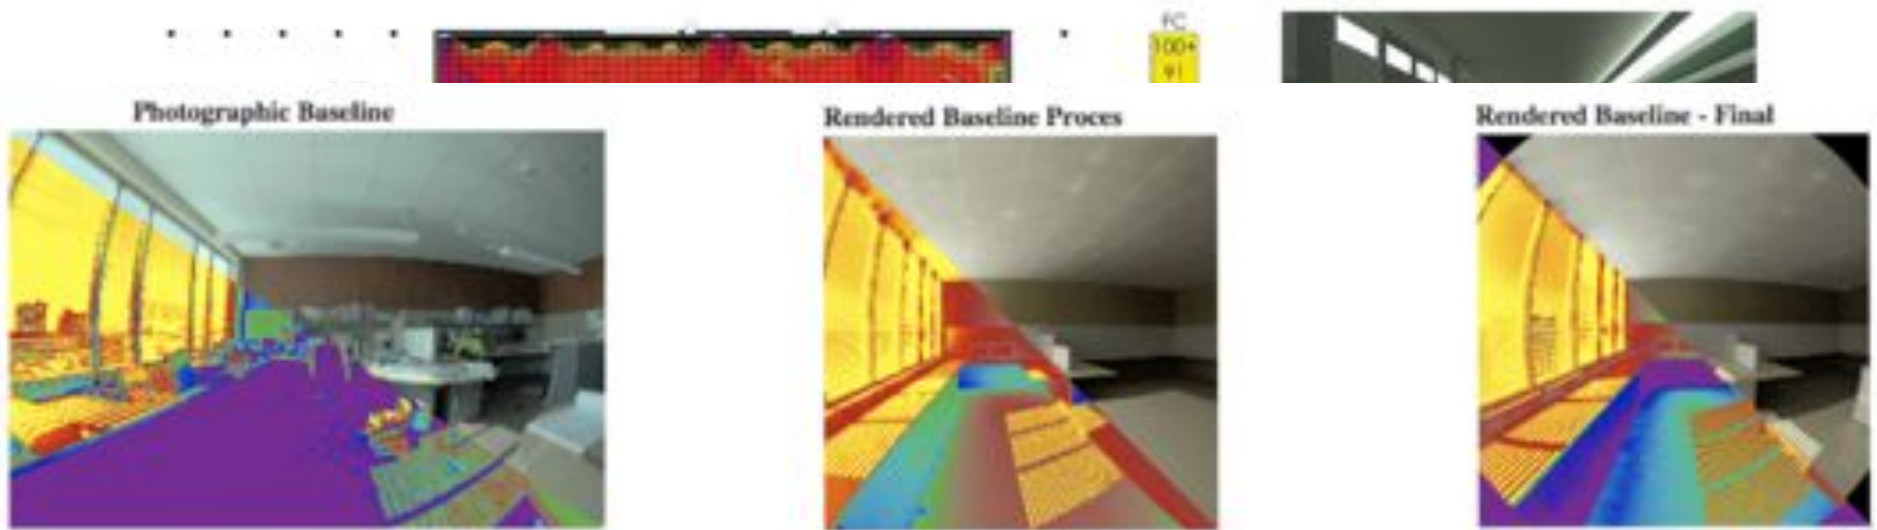 FC
100+
91
Photographic Baseline
Rendered Baseline Proces
Rendered Baseline - Final